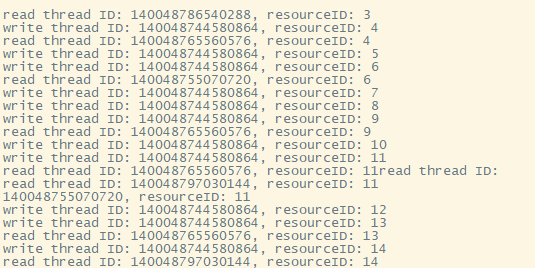 read thread ID: 140048786540288, resourceID: 3
write thread ID: 140048744580864, resourceID: 4
read thread ID: 140048765560576, resourceID: 4
write thread ID: 140048744580864, resourceID: 5
write thread ID: 140048744580864, resourceID: 6
read thread ID: 140048755070720, resourceID: 6
write thread ID: 140048744580864, resourceID: 7
write thread ID: 140048744580864, resourceID: 8
write thread ID: 140048744580864, resourceID: 9
read thread ID: 140048765560576, resourceID: 9
write thread ID: 140048744580864, resourceID: 10
write thread ID: 140048744580864, resourceID: 11
read thread ID: 140048765560576, resourceID: 11read thread ID:
read thread ID: 140048797030144, resourceID: 11
140048755070720, resourceID: 11
write thread ID: 140048744580864, resourceID: 12
write thread ID: 140048744580864, resourceID: 13
read thread ID: 140048765560576, resourceID: 13
write thread ID: 140048744580864, resourceID: 14
read thread ID: 140048797030144, resourceID: 14